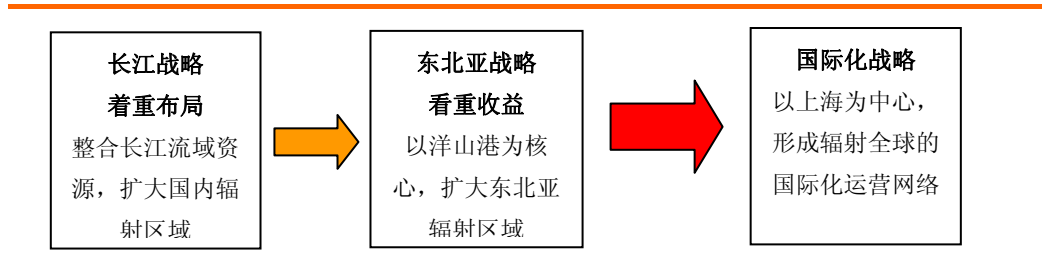 长江战略
着重布局
整合长江流域资
源，扩大国内辐
射区域
东北亚战略
看重收益
以洋山港为核
心，扩大东北亚
辐射区域
国际化战略
以上海为中心，
形成辐射全球的
国际化运营网络